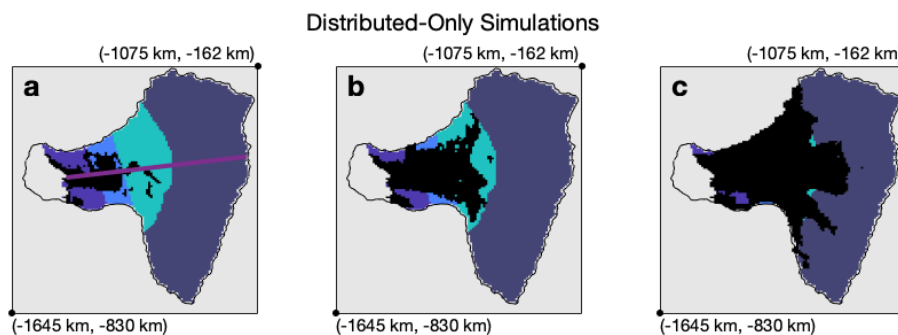 Distributed-Only Simulations
(-1075 km, -162 km)
(-1075 km, -162 km)
(-1075 km, -162 km
a
b
c
(-1645 km, -830 km)
(-1645 km, -830 km)
(-1645 km, -830 km)